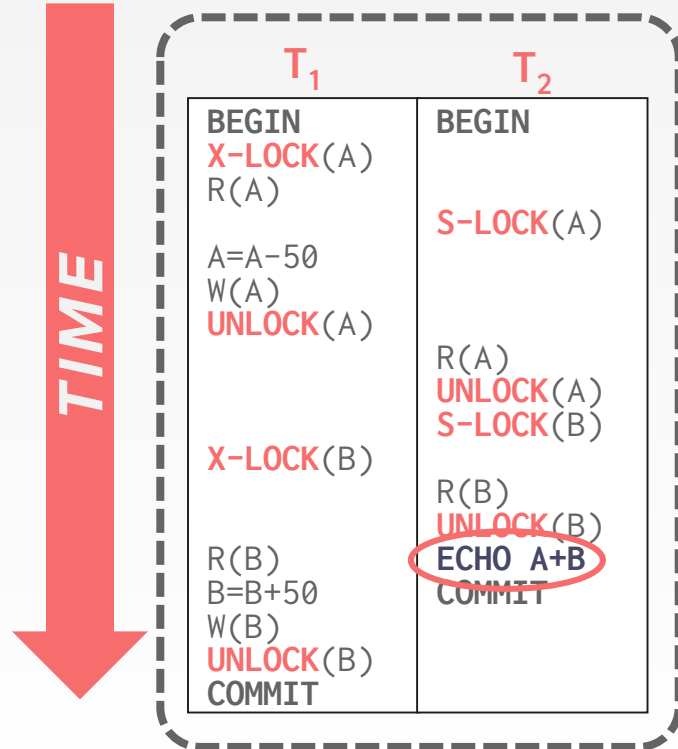 TIME
T1
T2
BEGIN
X-LOCK(A)
R(A)
A=A-50
W(A)
UNLOCK(A)
X-LOCK(B)
R(B)
B=B+50
W(B)
UNLOCK(B)
COMMIT
BEGIN
S-LOCK(A)
R(A)
UNLOCK(A)
S-LOCK(B)
R(B)
UNLOCK(B)
ECHO A+B
COMMIT